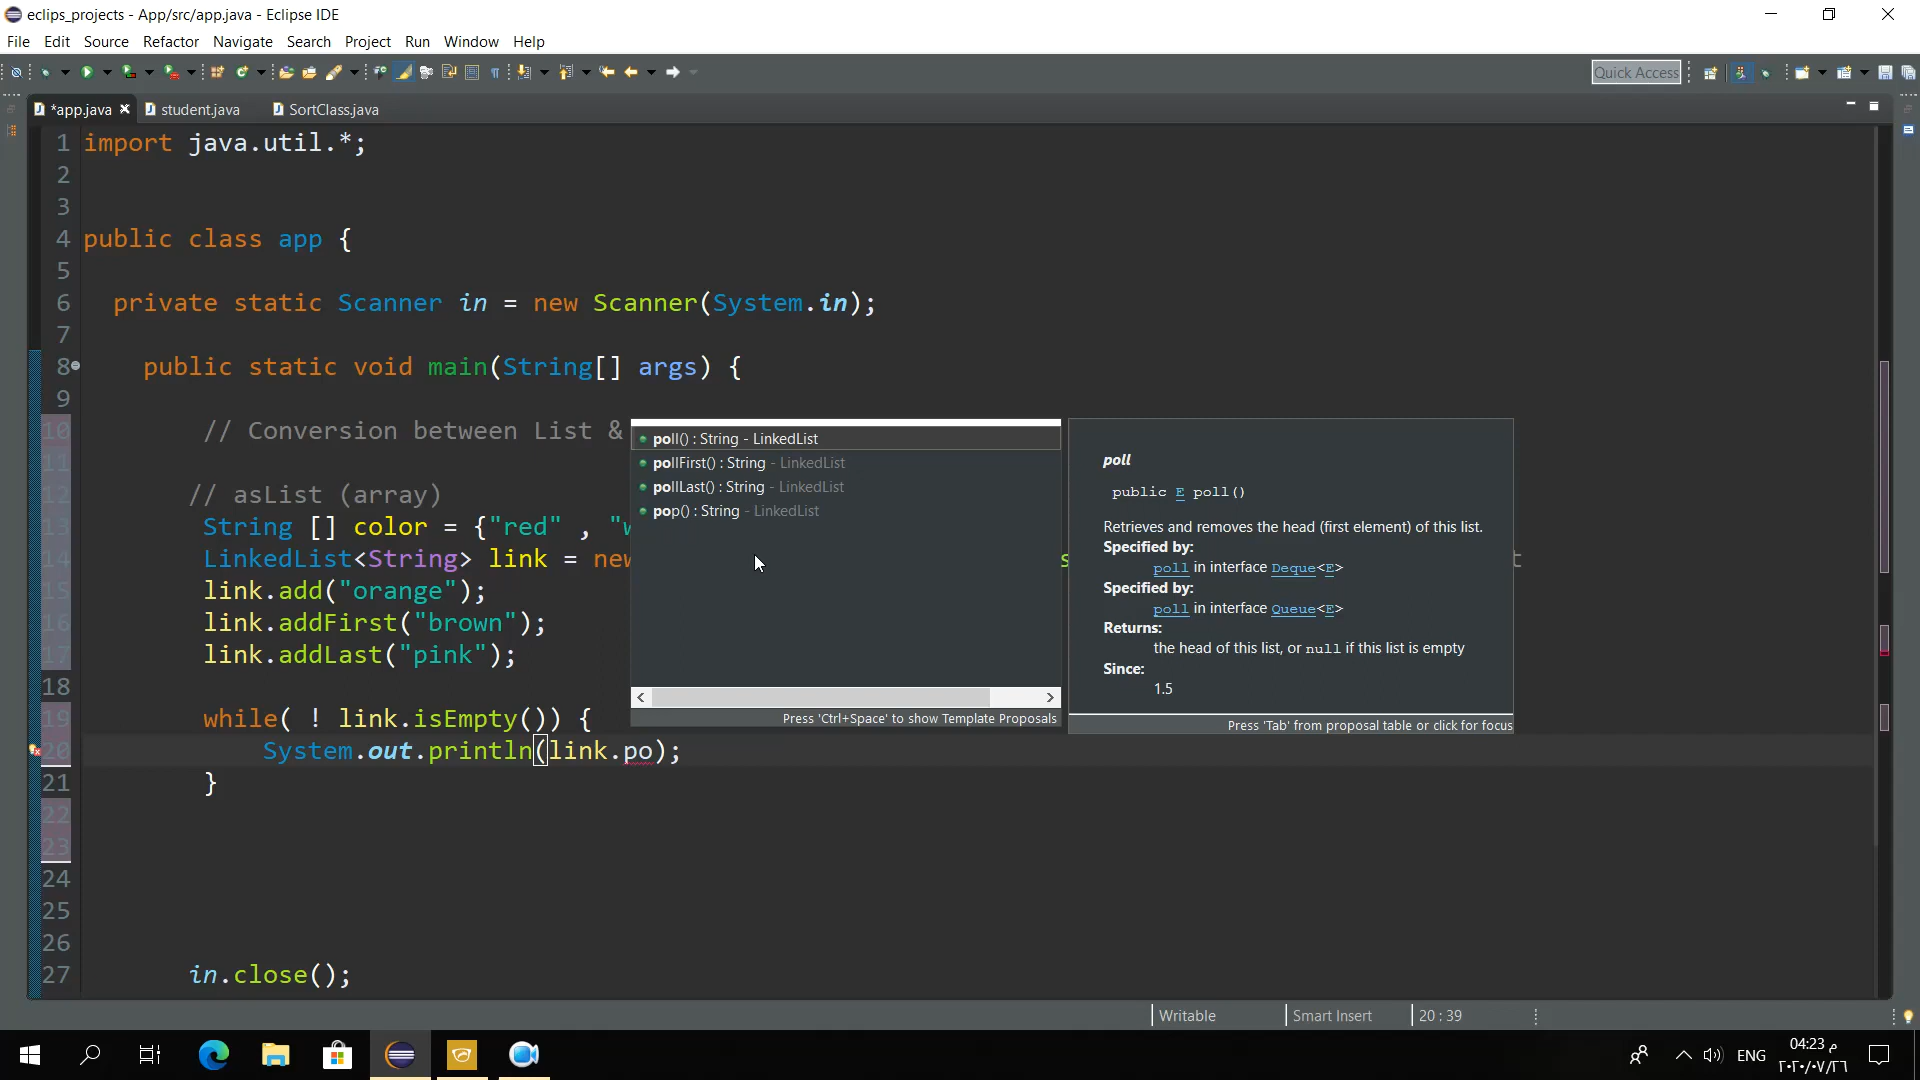 eclips_projects - App/src/app.java - Eclipse IDE
File Edit Source Refactor Navigate Search Project Run Window Help
Quick Access
*app.java student.java SortClass.java
1 import java.util.*;
2
3
4 public class app {
5
6 private static Scanner in = new Scanner(System.in);
7
8 public static void main(String[] args) {
9
10 // Conversion between List &
11
12 // asList (array)
13 String [] color = {"red" , "w
14 LinkedList<String> link = new
15 link.add("orange");
16 link.addFirst("brown");
17 link.addLast("pink");
18
19 while( ! link.isEmpty()) {
20 System.out.println(link.po);
21 }
22
23
24
25
26
27 in.close();
poll() : String - LinkedList
pollFirst() : String - LinkedList
pollLast() : String - LinkedList
pop() : String - LinkedList
Press 'Ctrl+Space' to show Template Proposals
poll
public E poll()
Retrieves and removes the head (first element) of this list.
Specified by:
poll in interface Deque<E>
Specified by:
poll in interface Queue<E>
Returns:
the head of this list, or null if this list is empty
Since:
1.5
Press 'Tab' from proposal table or click for focus
Writable Smart Insert 20 : 39
ENG
04:23 م
٢٠٢٠/٠٧/٢٦